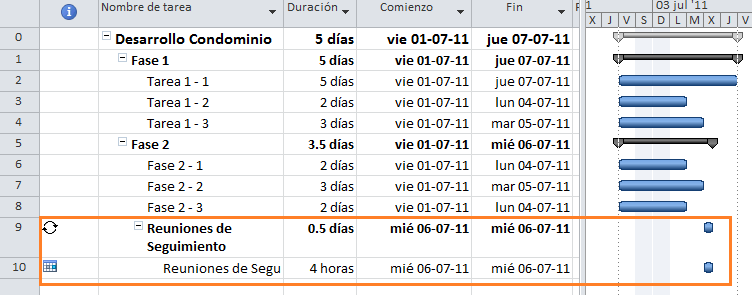 Nombre de tarea Duración Comienzo Fin 1 03 jul '11
X J V S D L M X J V
0 Desarrollo Condominio 5 días vie 01-07-11 jue 07-07-11
1 Fase 1 5 días vie 01-07-11 jue 07-07-11
2 Tarea 1 - 1 5 días vie 01-07-11 jue 07-07-11
3 Tarea 1 - 2 2 días vie 01-07-11 lun 04-07-11
4 Tarea 1 - 3 3 días vie 01-07-11 mar 05-07-11
5 Fase 2 3.5 días vie 01-07-11 mié 06-07-11
6 Fase 2 - 1 2 días vie 01-07-11 lun 04-07-11
7 Fase 2 - 2 3 días vie 01-07-11 mar 05-07-11
8 Fase 2 - 3 2 días vie 01-07-11 lun 04-07-11
9 Reuniones de 0.5 días mié 06-07-11 mié 06-07-11
Seguimiento
10 Reuniones de Segu 4 horas mié 06-07-11 mié 06-07-11